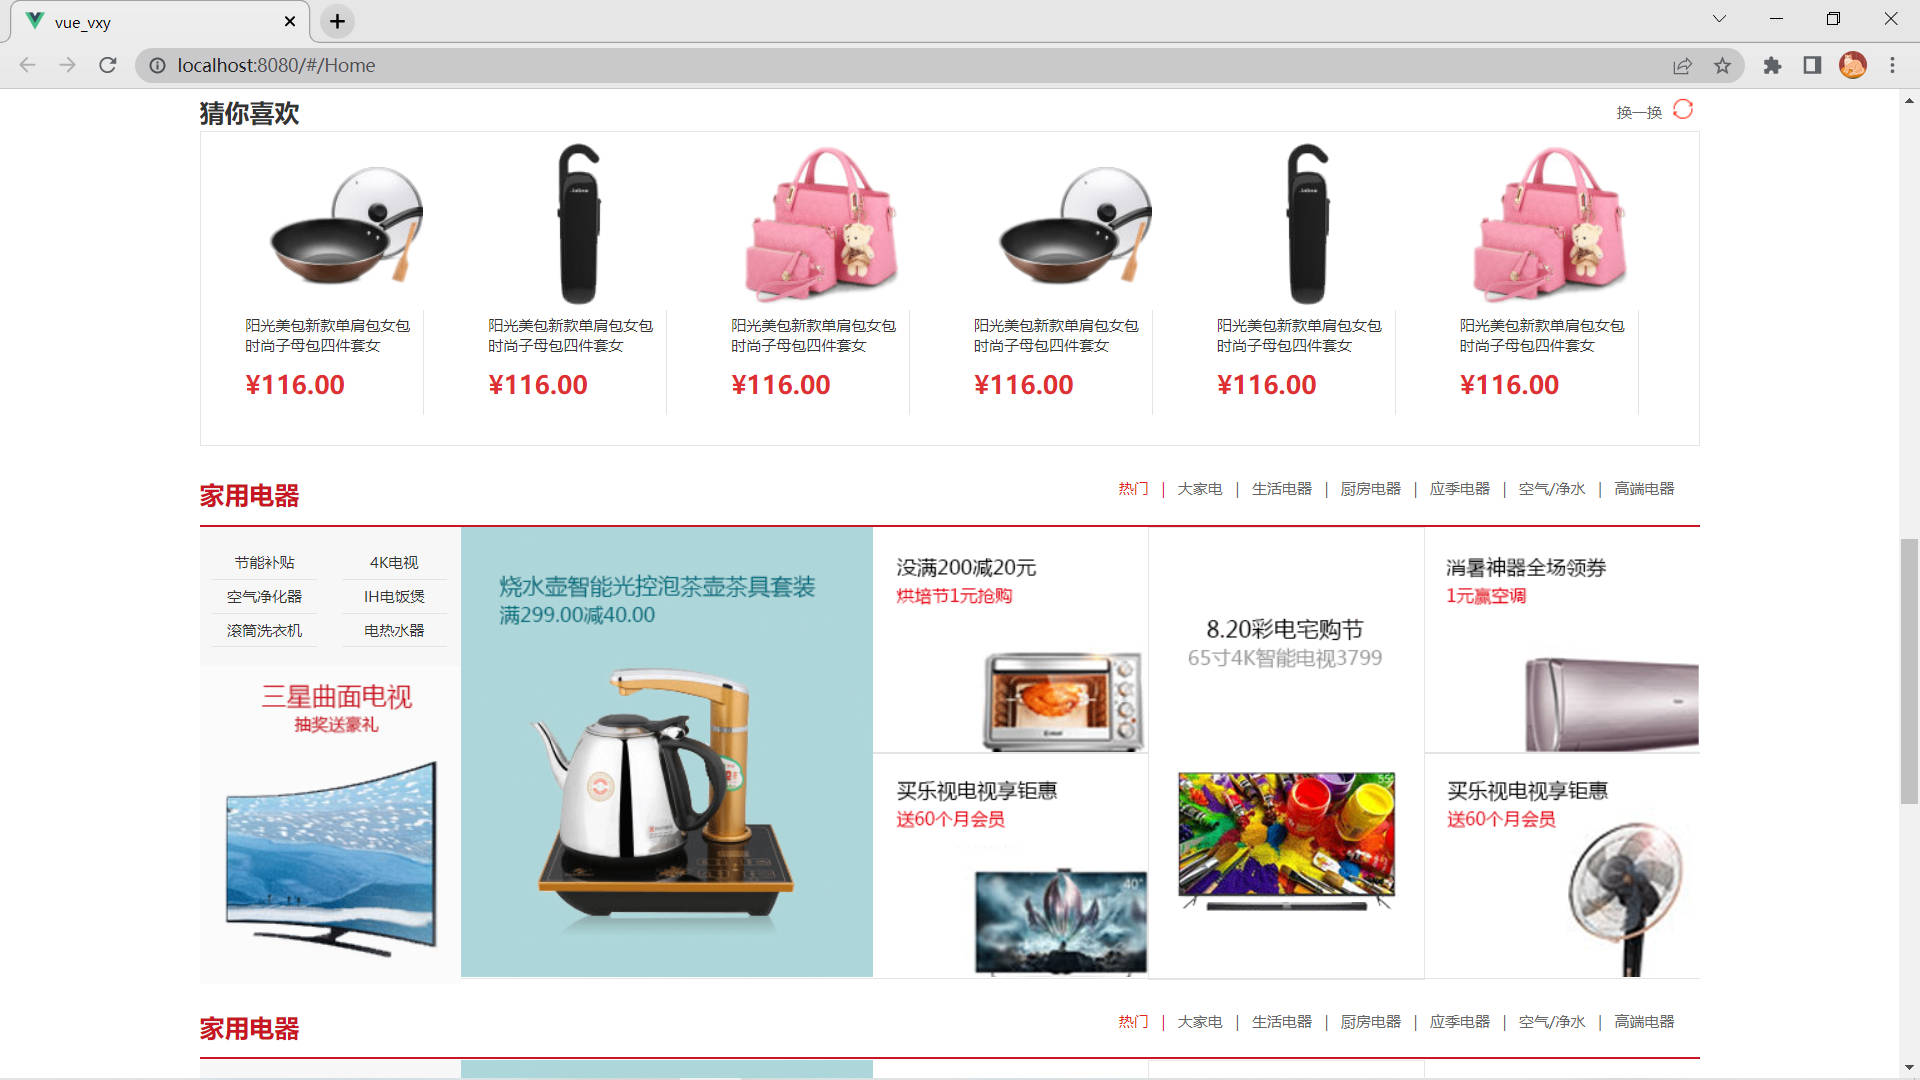 vue_vxy
localhost:8080/#/Home
猜你喜欢
换一换
阳光美包新款单肩包女包
时尚子母包四件套女
¥116.00
阳光美包新款单肩包女包
时尚子母包四件套女
¥116.00
阳光美包新款单肩包女包
时尚子母包四件套女
¥116.00
阳光美包新款单肩包女包
时尚子母包四件套女
¥116.00
阳光美包新款单肩包女包
时尚子母包四件套女
¥116.00
阳光美包新款单肩包女包
时尚子母包四件套女
¥116.00
家用电器
热门 | 大家电 | 生活电器 | 厨房电器 | 应季电器 | 空气/净水 | 高端电器
节能补贴 4K电视
空气净化器 IH电饭煲
滚筒洗衣机 电热水器
三星曲面电视
抽奖送豪礼
烧水壶智能光控泡茶壶茶具套装
满299.00减40.00
没满200减20元
烘培节1元抢购
8.20彩电宅购节
65寸4K智能电视3799
消暑神器全场领券
1元赢空调
买乐视电视享钜惠
送60个月会员
40"
55"
买乐视电视享钜惠
送60个月会员
家用电器
热门 | 大家电 | 生活电器 | 厨房电器 | 应季电器 | 空气/净水 | 高端电器